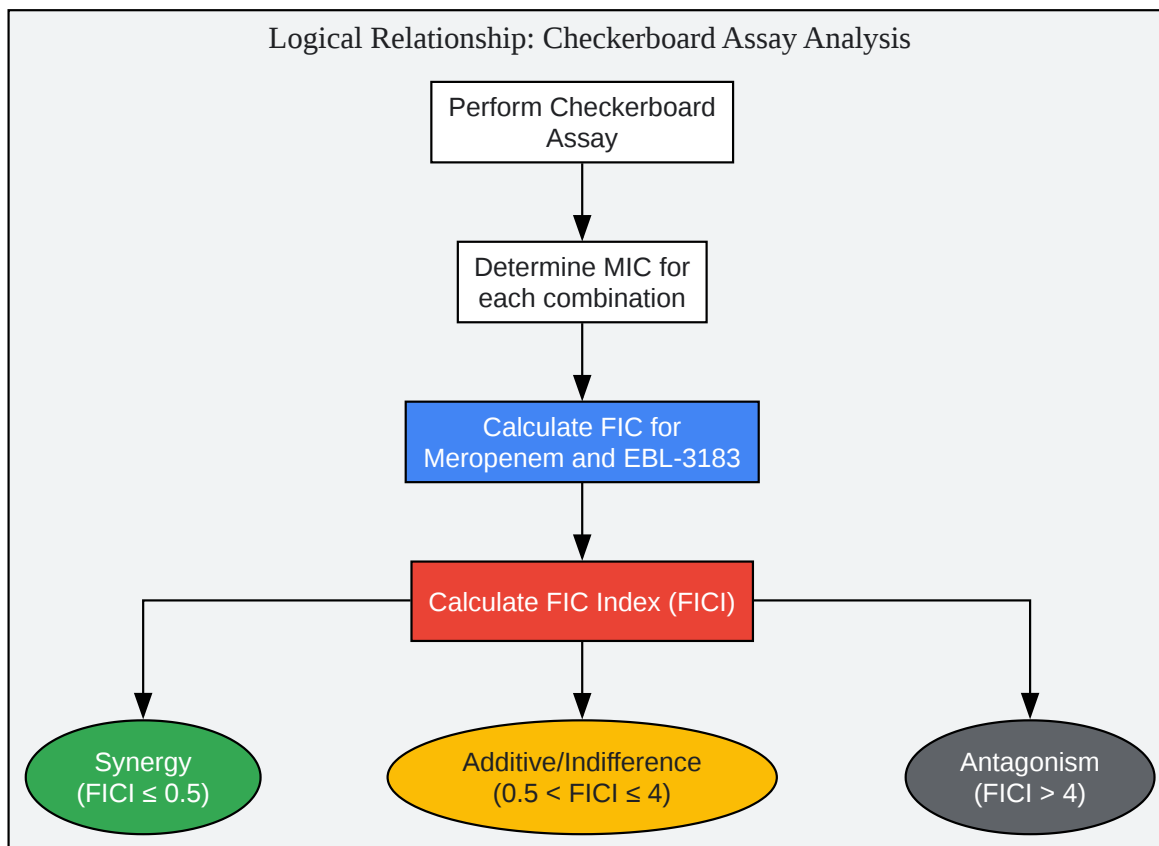 Logical Relationship: Checkerboard Assay Analysis
Perform Checkerboard
Assay
Determine MIC for
each combination
Calculate FIC for
Meropenem and EBL-3183
Calculate FIC Index (FICI)
Synergy
(FICI ≤ 0.5)
Additive/Indifference
(0.5 < FICI ≤ 4)
Antagonism
(FICI > 4)